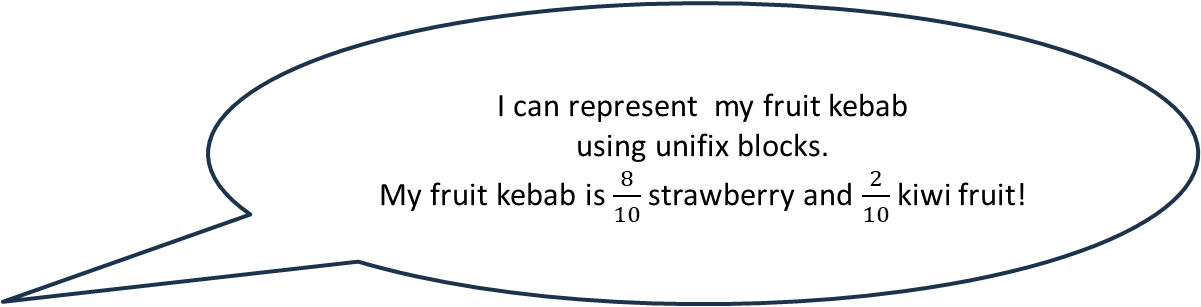 I can represent  my fruit kebab
using unifix blocks.
My fruit kebab is 8/10 strawberry and 2/10 kiwi fruit!